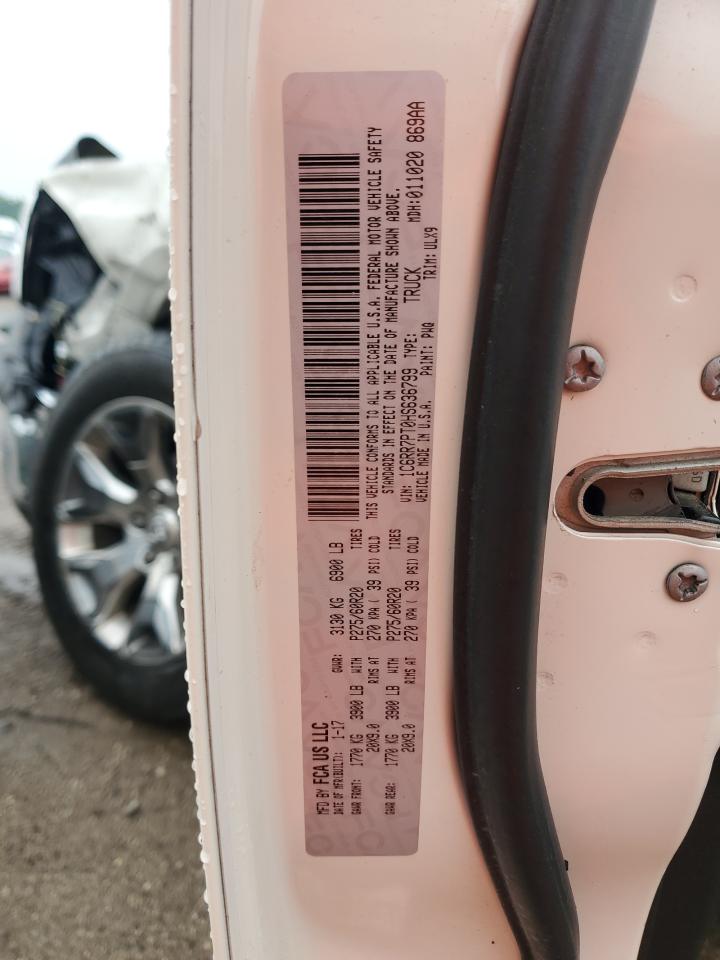 MFD BY FCA US LLC
DATE OF MFR(BUILT): 1-17 GVWR: 3130 KG 6900 LB
GAWR FRONT: 1770 KG 3900 LB WITH P275/60R20 TIRES
20X9.0 RIMS AT 270 KPA ( 39 PSI) COLD
GAWR REAR: 1770 KG 3900 LB WITH P275/60R20 TIRES
20X9.0 RIMS AT 270 KPA ( 39 PSI) COLD
THIS VEHICLE CONFORMS TO ALL APPLICABLE U.S.A. FEDERAL MOTOR VEHICLE SAFETY
STANDARDS IN EFFECT ON THE DATE OF MANUFACTURE SHOWN ABOVE.
VIN: 1C6RR7PT0HS636799 TYPE: TRUCK MDH: 011020 869AA
VEHICLE MADE IN U.S.A. PAINT: PWQ TRIM: ULX9